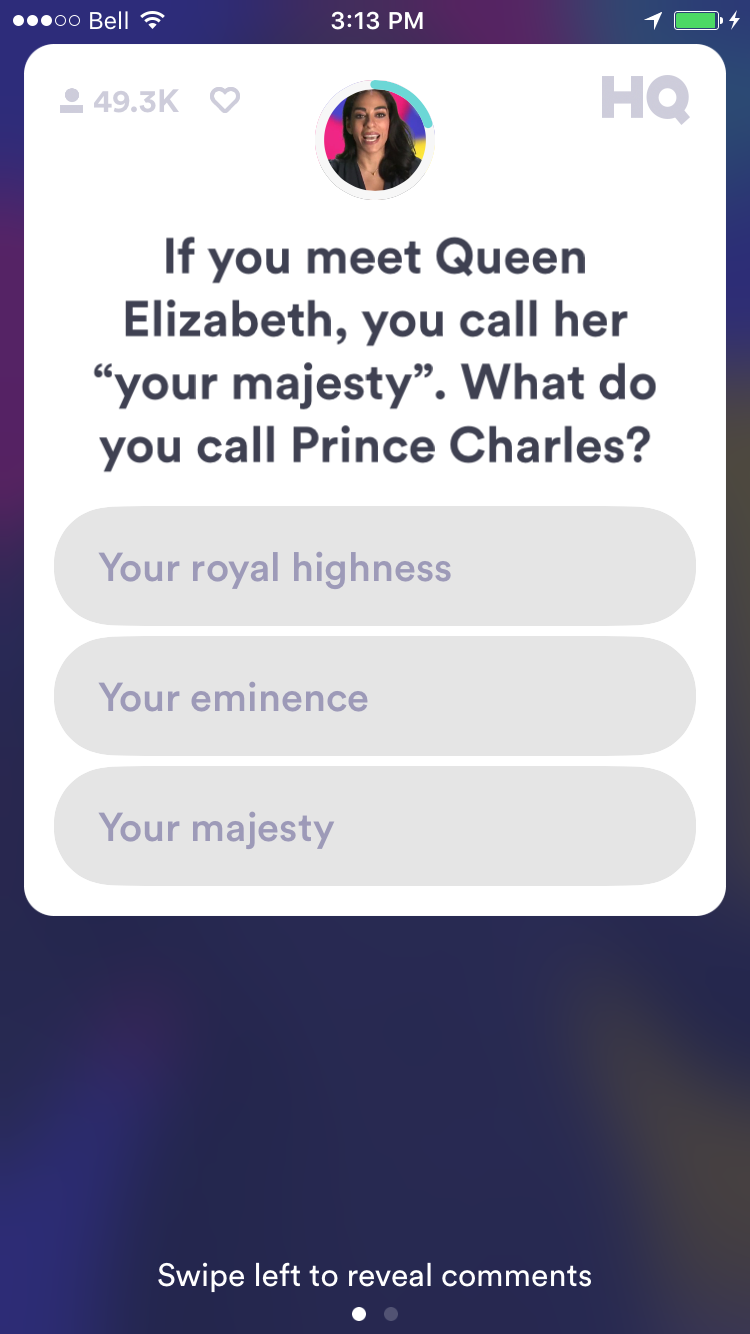 Bell 3:13 PM
49.3K HQ
If you meet Queen
Elizabeth, you call her
“your majesty”. What do
you call Prince Charles?
Your royal highness
Your eminence
Your majesty
Swipe left to reveal comments